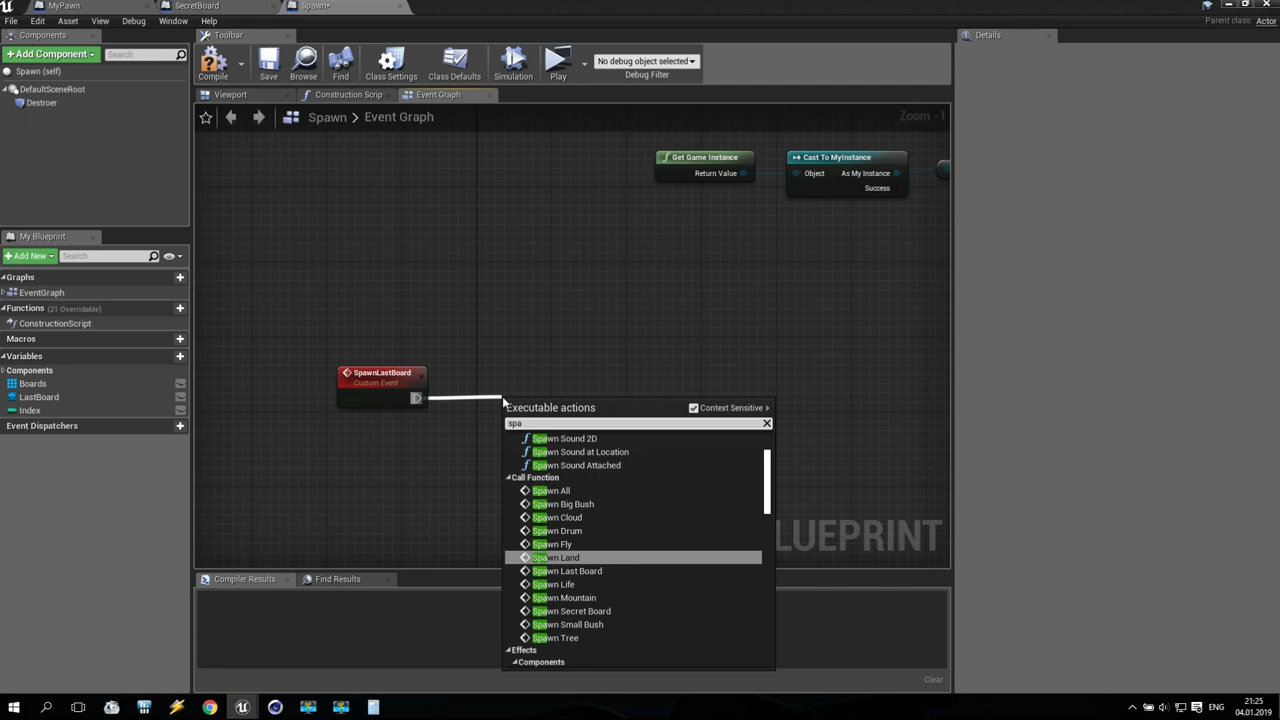 MyPawn
SecretBoard
Spawn*
File Edit Asset View Debug Window Help
Parent class: Actor
Components
Toolbar
Details
Add Component
Search
Compile
Save
Browse
Find
Class Settings
Class Defaults
Simulation
Play
No debug object selected
Debug Filter
Spawn (self)
DefaultSceneRoot
Destroer
Viewport
Construction Scrip
Event Graph
Spawn > Event Graph
Zoom -1
Get Game Instance
Return Value
Cast To MyInstance
Object
As My Instance
Success
My Blueprint
Add New
Search
Graphs
EventGraph
Functions (21 Overridable)
ConstructionScript
Macros
Variables
Components
Boards
LastBoard
Index
Event Dispatchers
SpawnLastBoard
Custom Event
Executable actions
Context Sensitive
spa
Spawn Sound 2D
Spawn Sound at Location
Spawn Sound Attached
Call Function
Spawn All
Spawn Big Bush
Spawn Cloud
Spawn Drum
Spawn Fly
Spawn Land
Spawn Last Board
Spawn Life
Spawn Mountain
Spawn Secret Board
Spawn Small Bush
Spawn Tree
Effects
Components
BLUEPRINT
Compiler Results
Find Results
Clear
ENG
21:25
04.01.2019